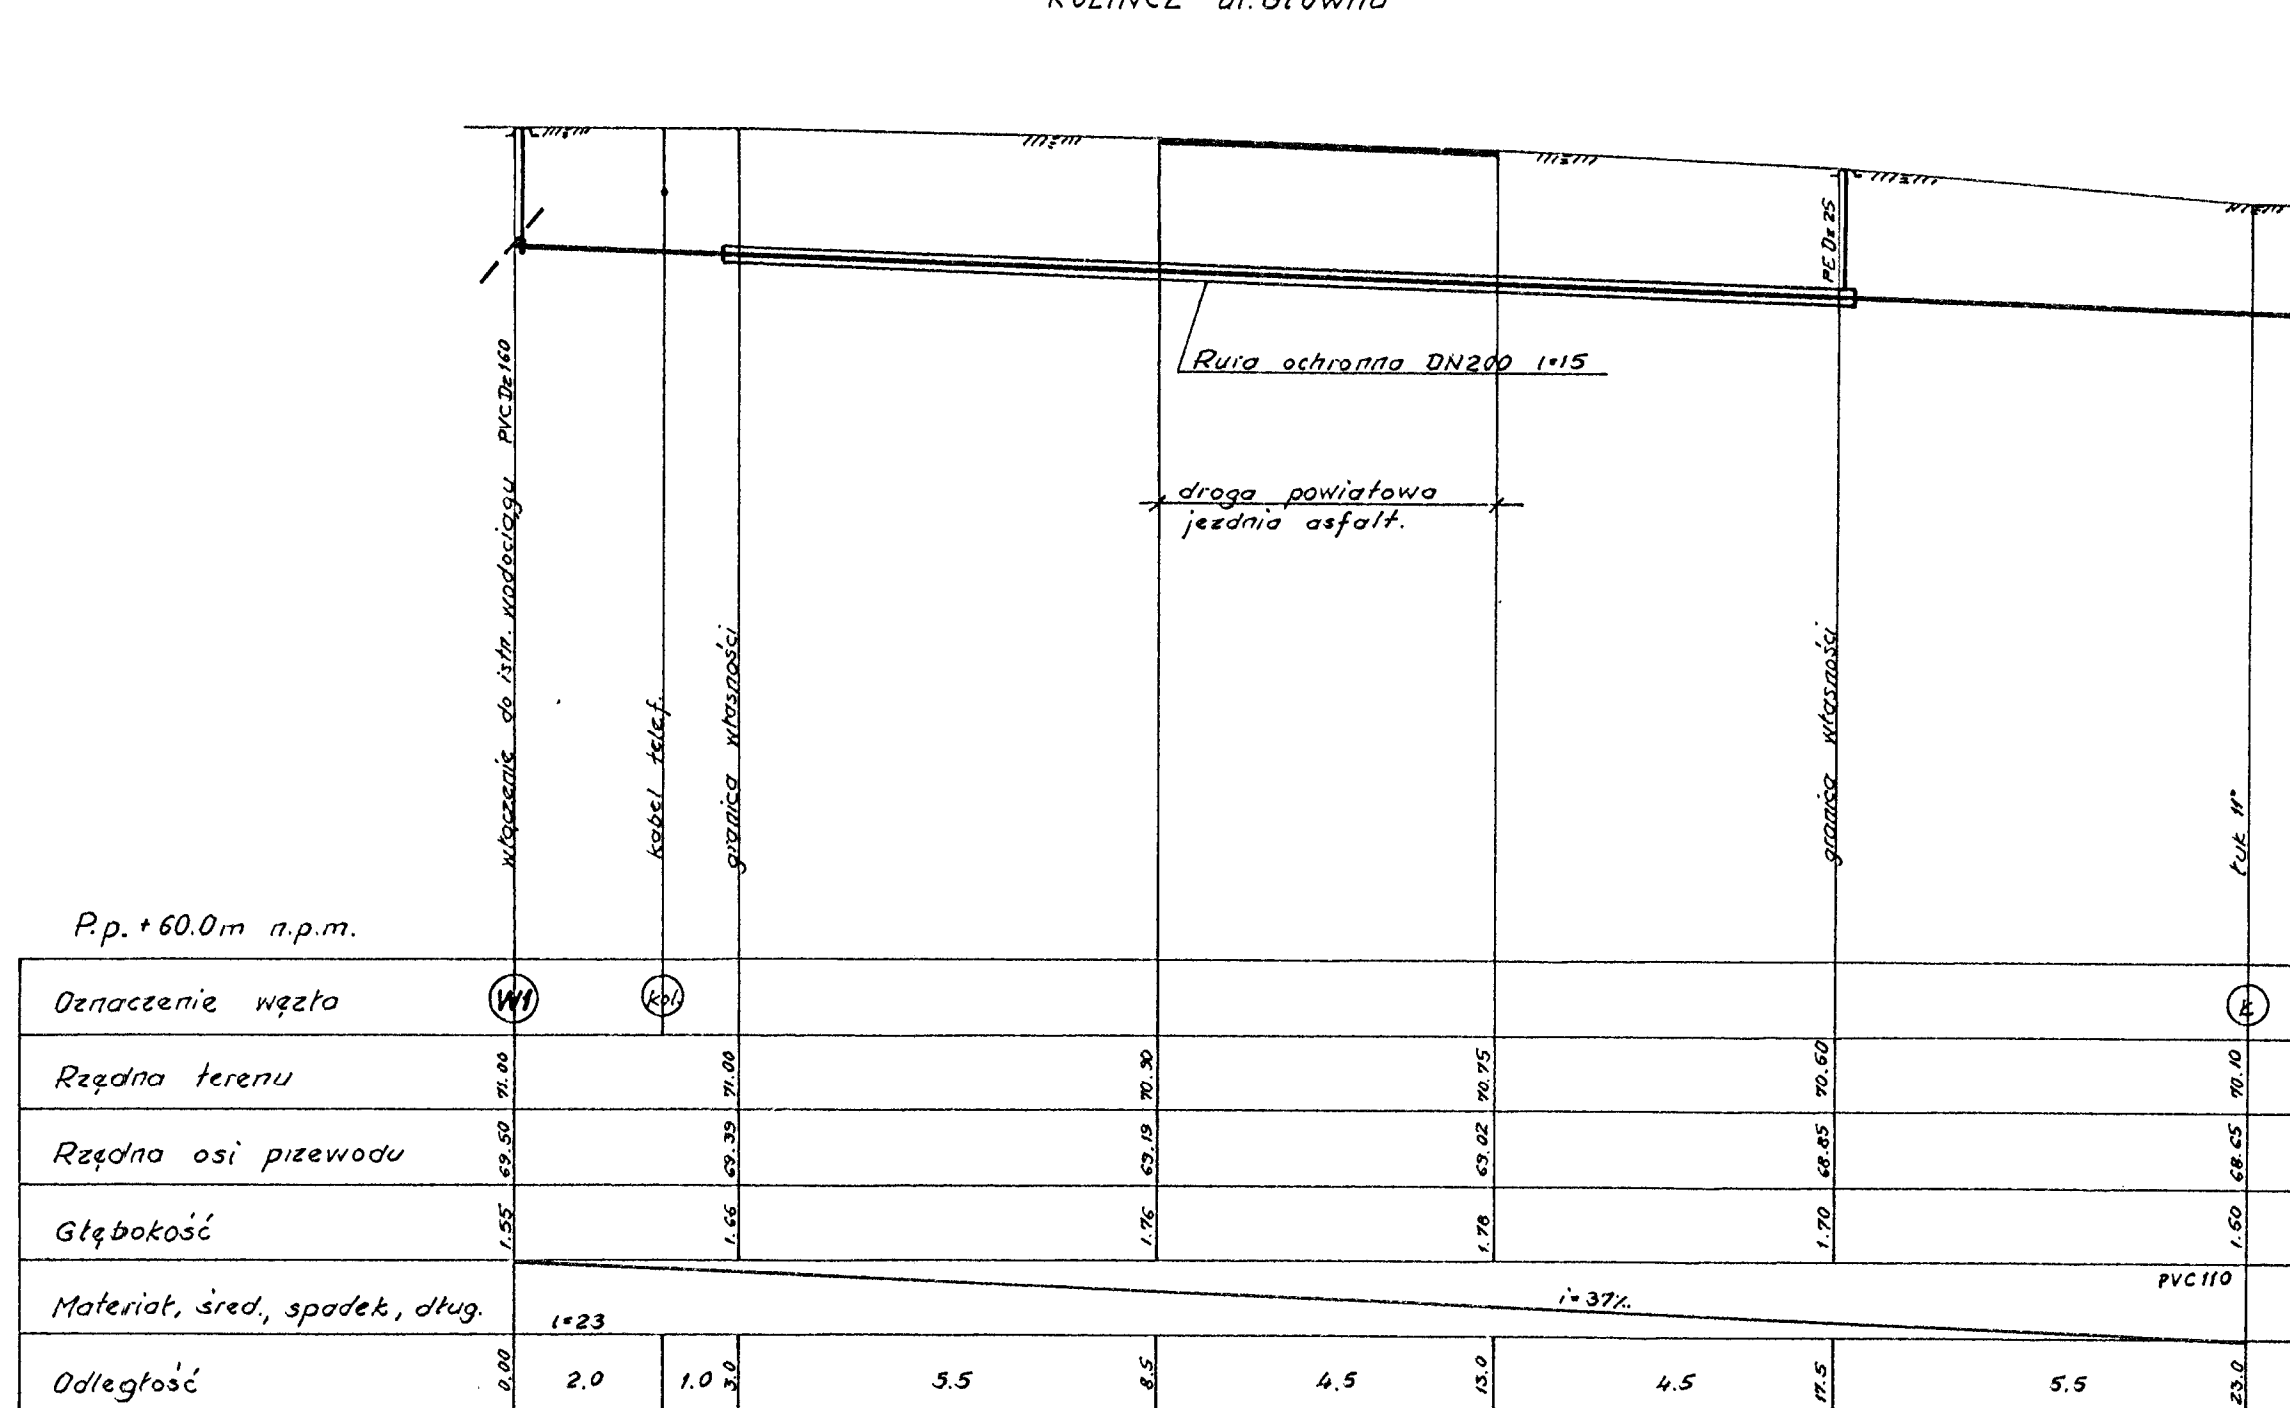 ul. Główna
PE Dz 25
Rura ochronna DN200 l=15
droga powiatowa
jezdnia asfalt.
włączenie do istn. wodociągu PVC Dz160
kabel telef.
granica własności
granica własności
łuk 11°
P.p. +60.0m n.p.m.
Oznaczenie węzła W1 kol. Ł
Rzędna terenu 71.00 71.00 70.90 70.75 70.60 70.10
Rzędna osi przewodu 69.50 69.39 69.19 69.02 68.85 68.65
Głębokość 1.55 1.66 1.76 1.78 1.70 1.60
Materiał, śred., spadek, dług. l=23 i=37‰ PVC110
Odległość 0.00 2.0 1.0 3.0 5.5 8.5 4.5 13.0 4.5 17.5 5.5 23.0